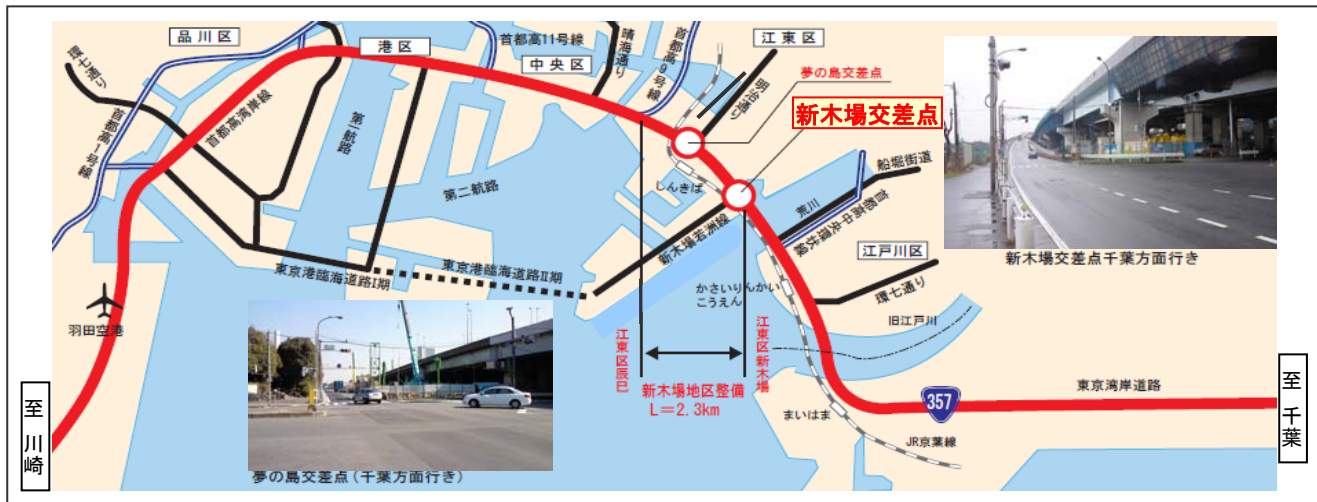 品川区
港区
首都高11号線
中央区
晴海通り
首都高9号線
江東区
明治通り
夢の島交差点
新木場交差点
環七通り
首都高1号線
首都高湾岸線
第一航路
第二航路
しんきば
船堀街道
荒川
首都高中央環状線
江戸川区
環七通り
新木場若洲線
新木場交差点千葉方面行き
東京港臨海道路Ⅰ期
東京港臨海道路Ⅱ期
かさいりんかい
こうえん
旧江戸川
羽田空港
江東区辰巳
江東区新木場
新木場地区整備
L=2.3km
357
東京湾岸道路
まいはま
JR京葉線
至川崎
至千葉
夢の島交差点(千葉方面行き)